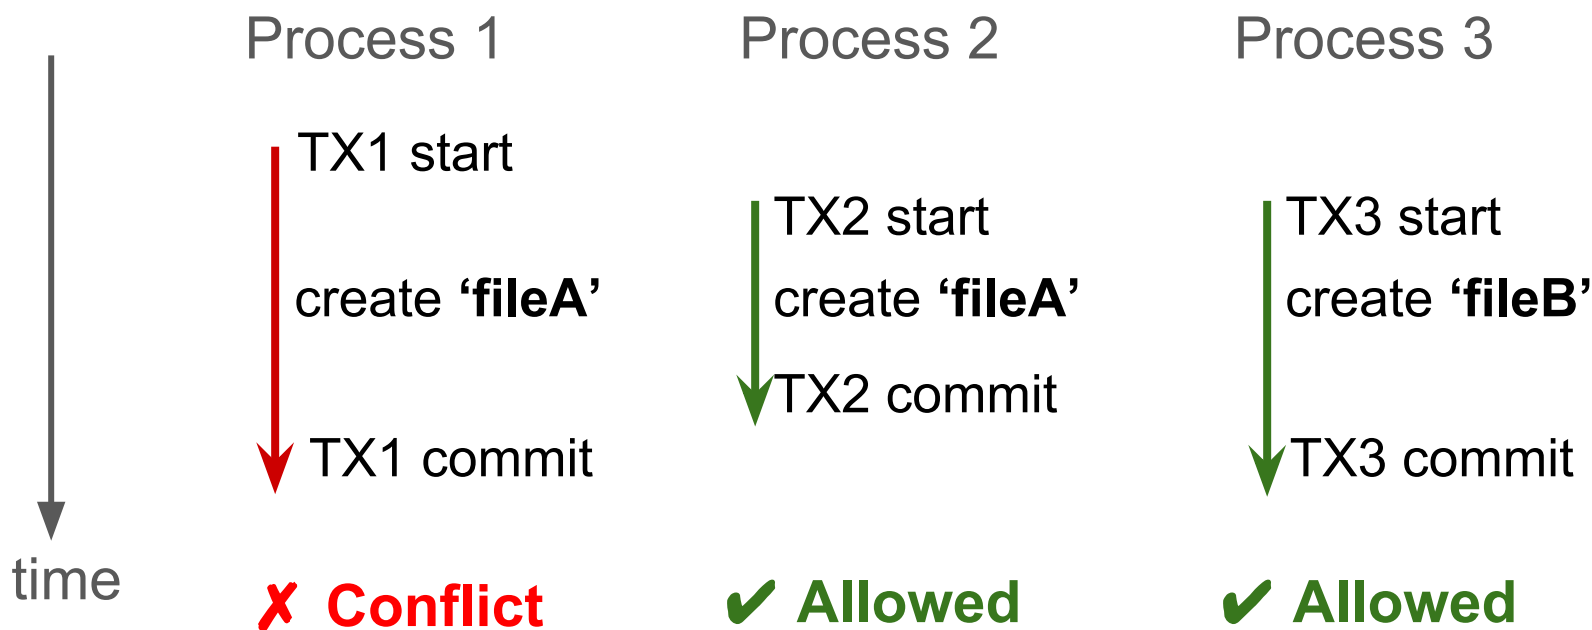 Process 1
Process 2
Process 3
TX1 start
TX2 start
TX3 start
create ‘fileA’
create ‘fileA’
create ‘fileB’
TX2 commit
TX1 commit
TX3 commit
time
✗ Conflict
✔ Allowed
✔ Allowed